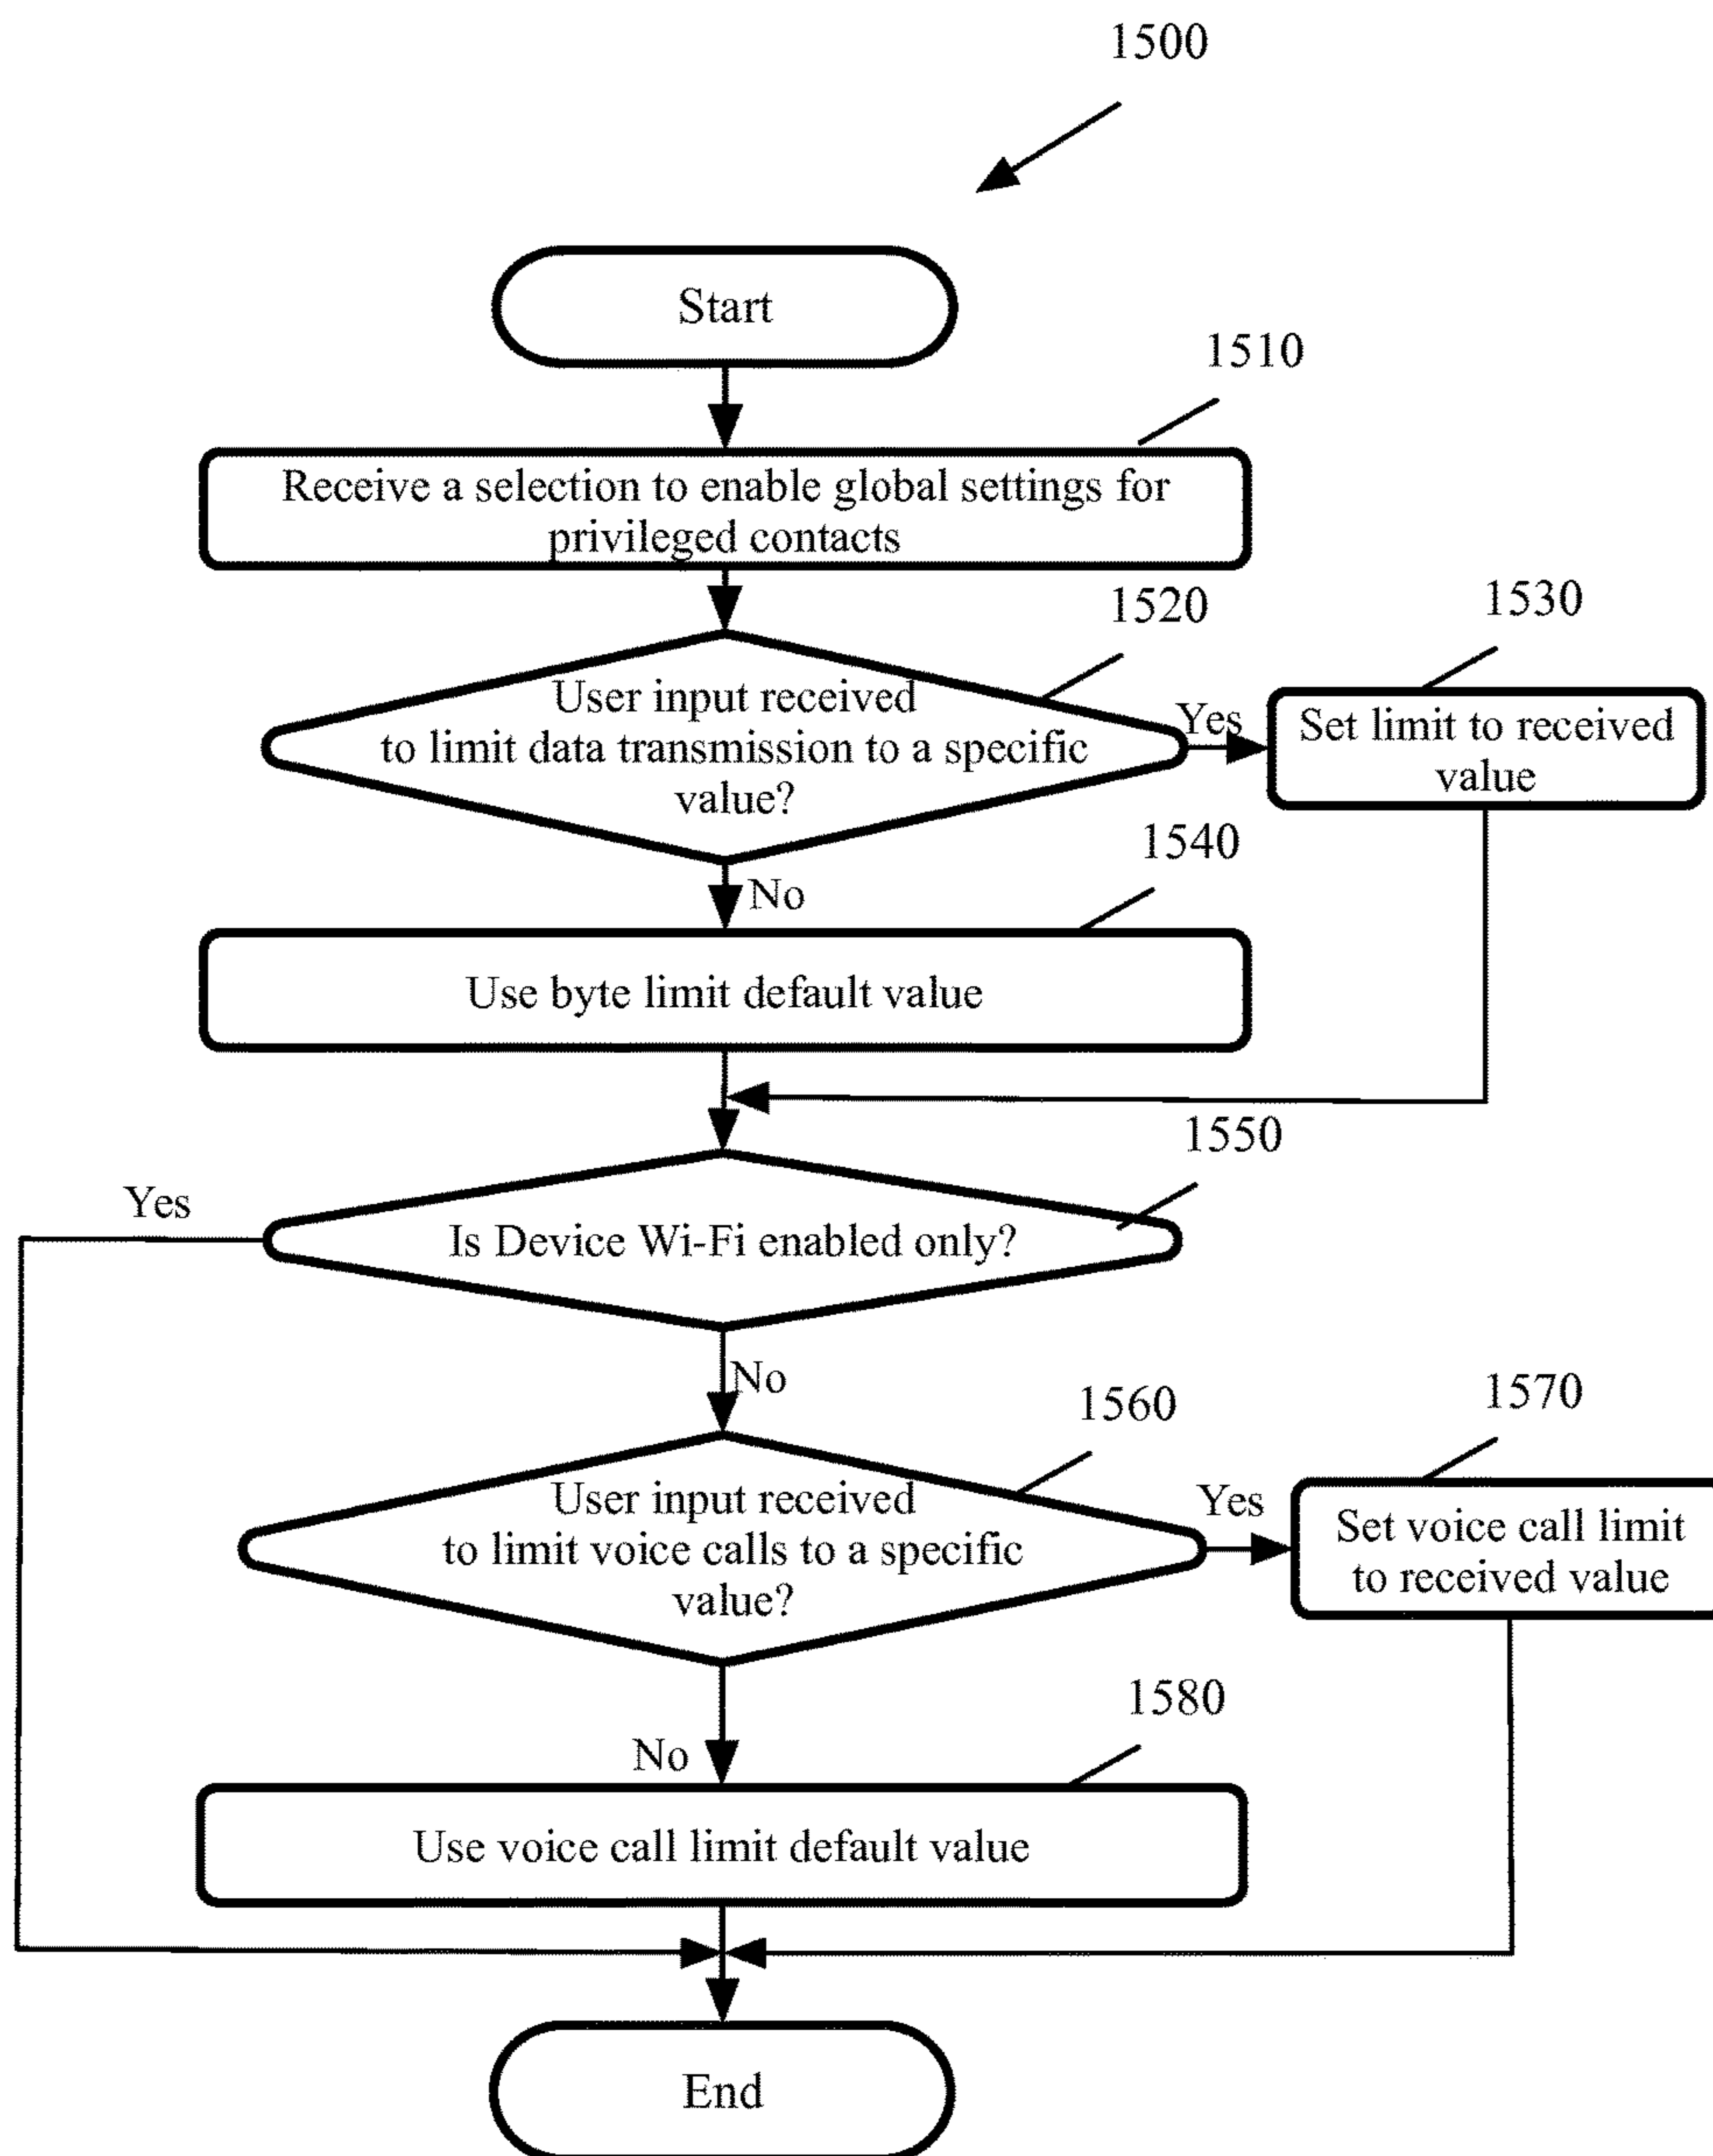 1500
Start
1510
Receive a selection to enable global settings for
privileged contacts
1520
1530
User input received
to limit data transmission to a specific
value?
Yes
Set limit to received
value
1540
No
Use byte limit default value
1550
Yes
Is Device Wi-Fi enabled only?
No
1560
1570
User input received
to limit voice calls to a specific
value?
Yes
Set voice call limit
to received value
1580
No
Use voice call limit default value
End